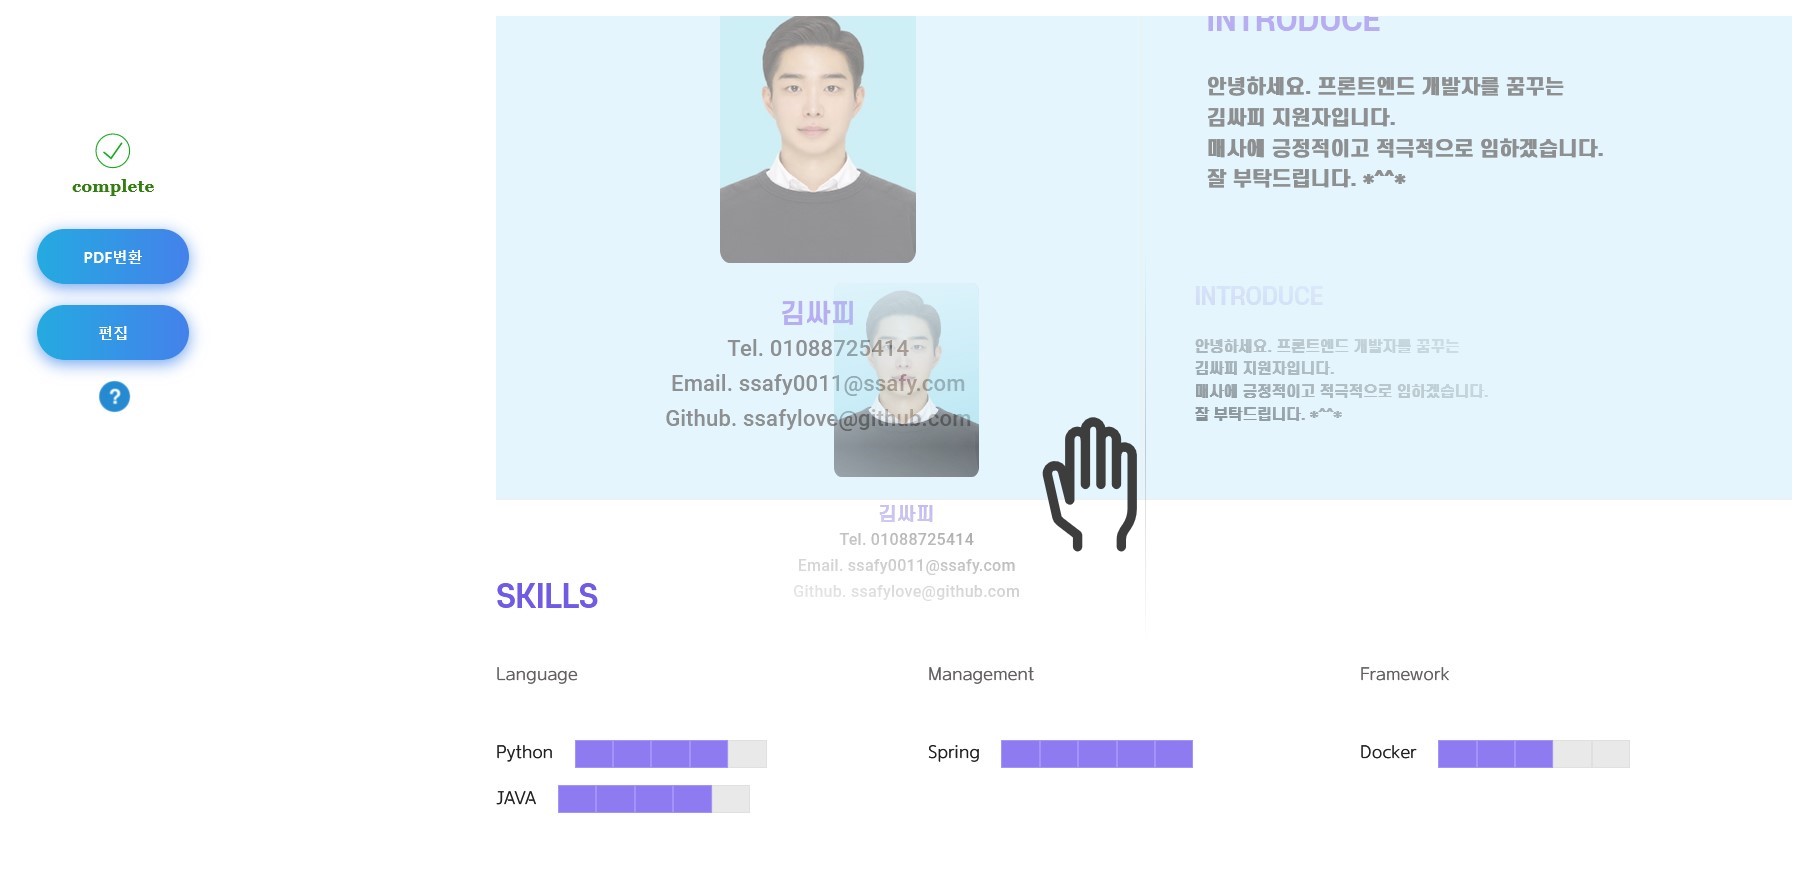 complete
PDF변환
편집
?
INTRODUCE
안녕하세요. 프론트엔드 개발자를 꿈꾸는
김싸피 지원자입니다.
매사에 긍정적이고 적극적으로 임하겠습니다.
잘 부탁드립니다. *^^*
김싸피
Tel. 01088725414
Email. ssafy0011@ssafy.com
Github. ssafylove@github.com
INTRODUCE
안녕하세요. 프론트엔드 개발자를 꿈꾸는
김싸피 지원자입니다.
매사에 긍정적이고 적극적으로 임하겠습니다.
잘 부탁드립니다. *^^*
김싸피
Tel. 01088725414
Email. ssafy0011@ssafy.com
Github. ssafylove@github.com
SKILLS
Language
Management
Framework
Python
Spring
Docker
JAVA